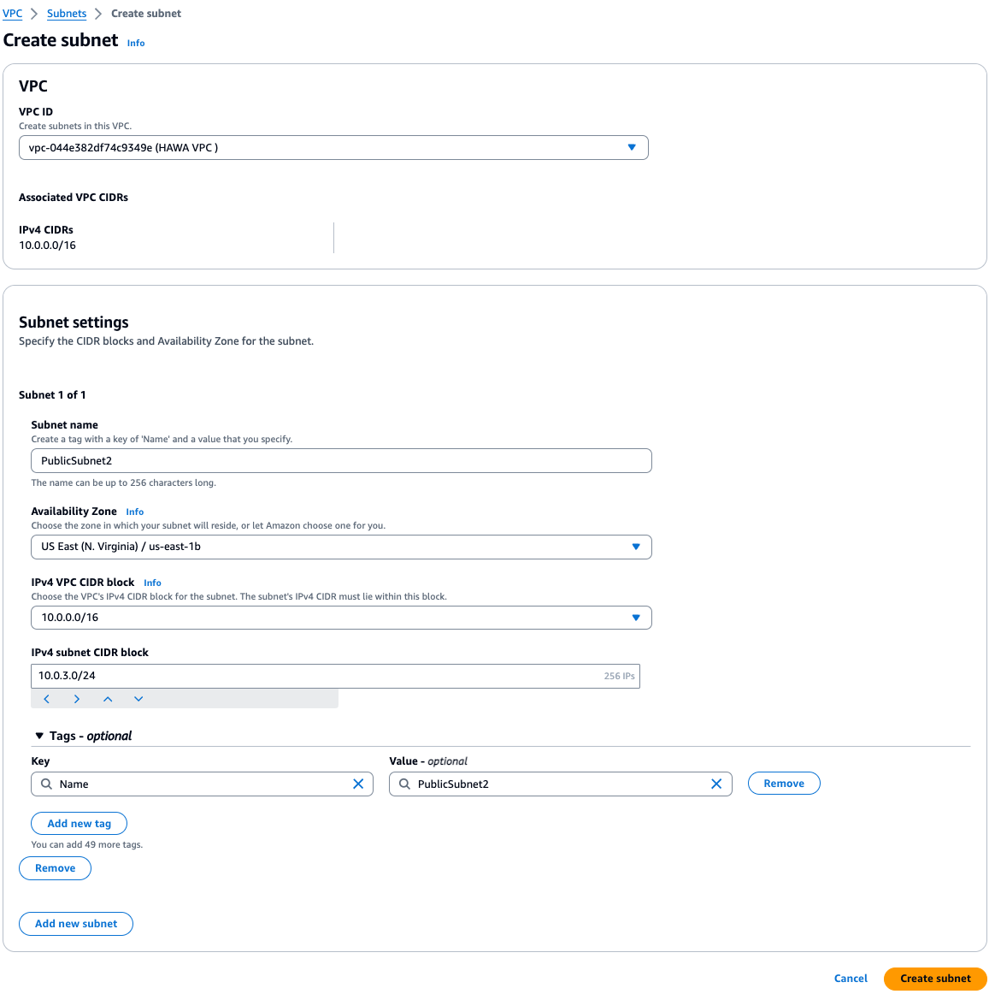 VPC > Subnets > Create subnet
Create subnet Info
VPC
VPC ID
Create subnets in this VPC.
vpc-044e382df74c9349e (HAWA VPC )
Associated VPC CIDRs
IPv4 CIDRs
10.0.0.0/16
Subnet settings
Specify the CIDR blocks and Availability Zone for the subnet.
Subnet 1 of 1
Subnet name
Create a tag with a key of 'Name' and a value that you specify.
PublicSubnet2
The name can be up to 256 characters long.
Availability Zone Info
Choose the zone in which your subnet will reside, or let Amazon choose one for you.
US East (N. Virginia) / us-east-1b
IPv4 VPC CIDR block Info
Choose the VPC's IPv4 CIDR block for the subnet. The subnet's IPv4 CIDR must lie within this block.
10.0.0.0/16
IPv4 subnet CIDR block
10.0.3.0/24 256 IPs
Tags - optional
Key Value - optional
Name PublicSubnet2 Remove
Add new tag
You can add 49 more tags.
Remove
Add new subnet
Cancel Create subnet